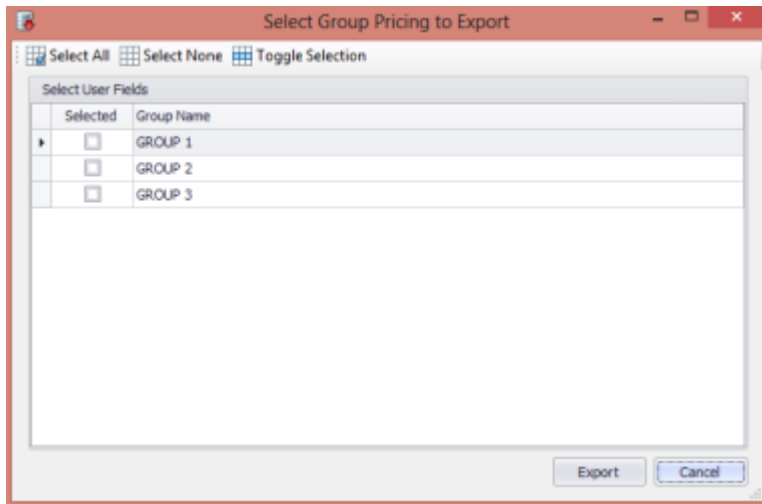 Select Group Pricing to Export
Select All Select None Toggle Selection
Select User Fields
Selected Group Name
GROUP 1
GROUP 2
GROUP 3
Export Cancel